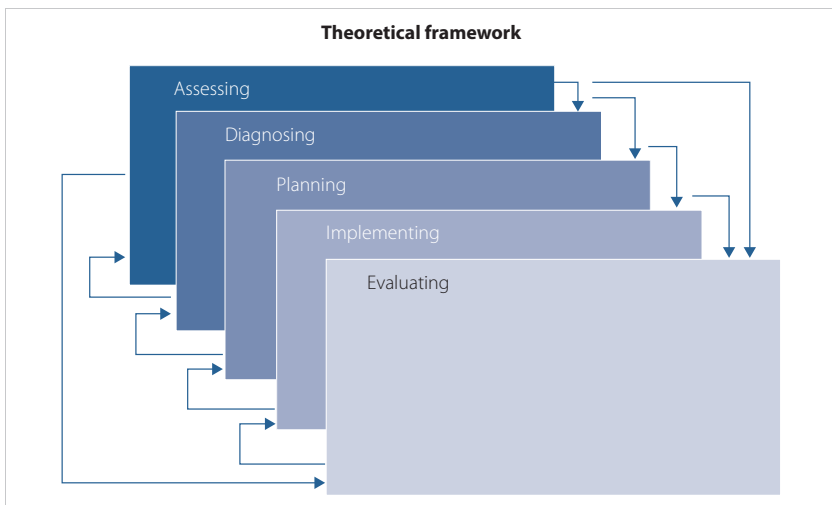 Theoretical framework
Assessing
Diagnosing
Planning
Implementing
Evaluating